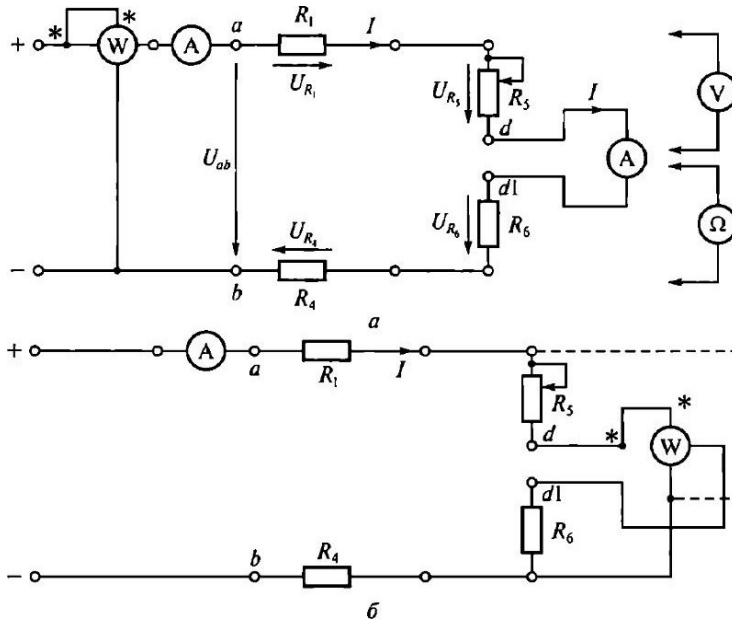 * * R₁ I
+ W A a
U_R₁ U_R₅ R₅ I V
d
U_ab A
d1
U_R₄ U_R₆ R₆ Ω
−
b R₄
а
+ A a R₁ I
R₅ *
d * W
d1
R₆
− b R₄
б